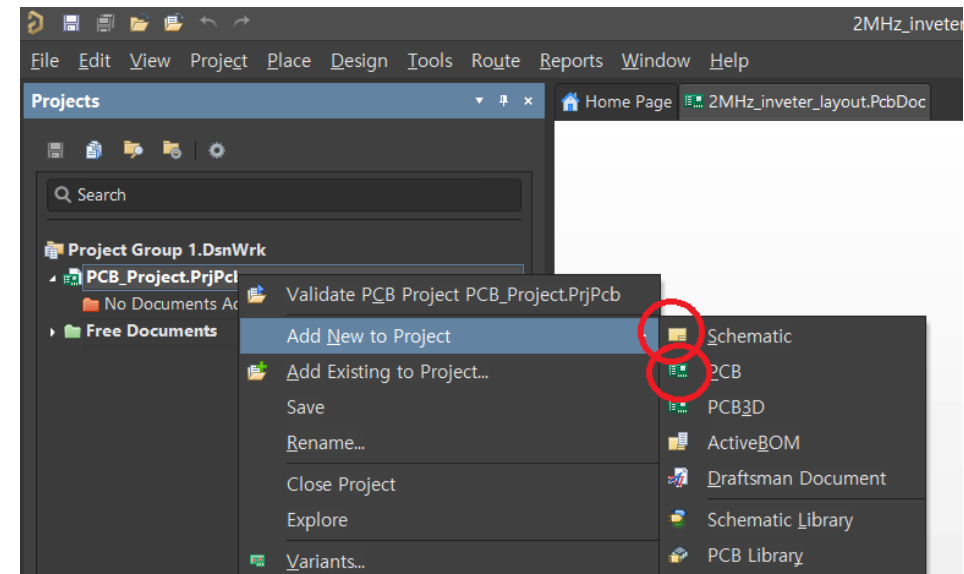 2MHz_inveter
File Edit View Project Place Design Tools Route Reports Window Help
Projects
Home Page 2MHz_inveter_layout.PcbDoc
Search
Project Group 1.DsnWrk
PCB_Project.PrjPcb
No Documents Ad
Free Documents
Validate PCB Project PCB_Project.PrjPcb
Add New to Project
Add Existing to Project...
Save
Rename...
Close Project
Explore
Variants...
Schematic
PCB
PCB3D
ActiveBOM
Draftsman Document
Schematic Library
PCB Library